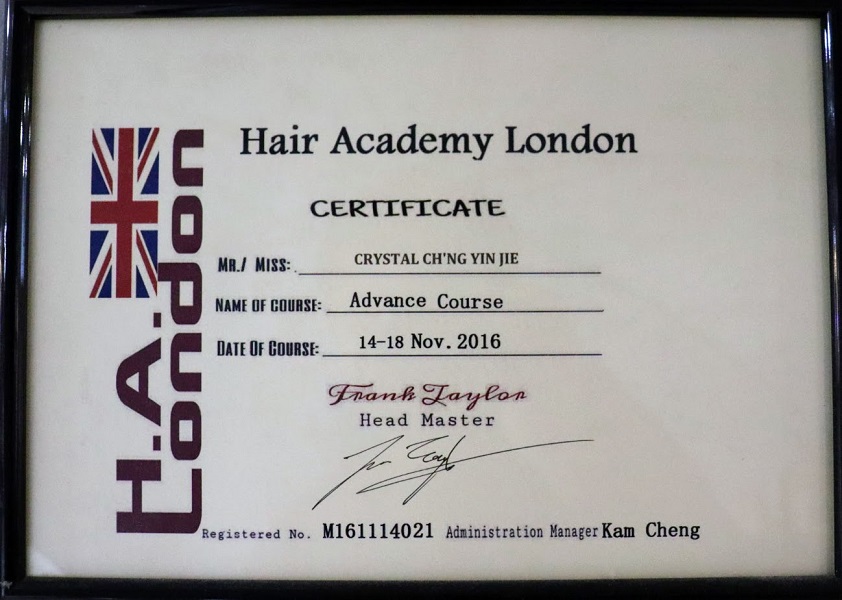 H.A.
London
Hair Academy London
CERTIFICATE
MR./ MISS: CRYSTAL CH'NG YIN JIE
NAME OF COURSE: Advance Course
DATE OF COURSE: 14-18 Nov. 2016
Frank Taylor
Head Master
Registered No. M161114021 Administration Manager Kam Cheng